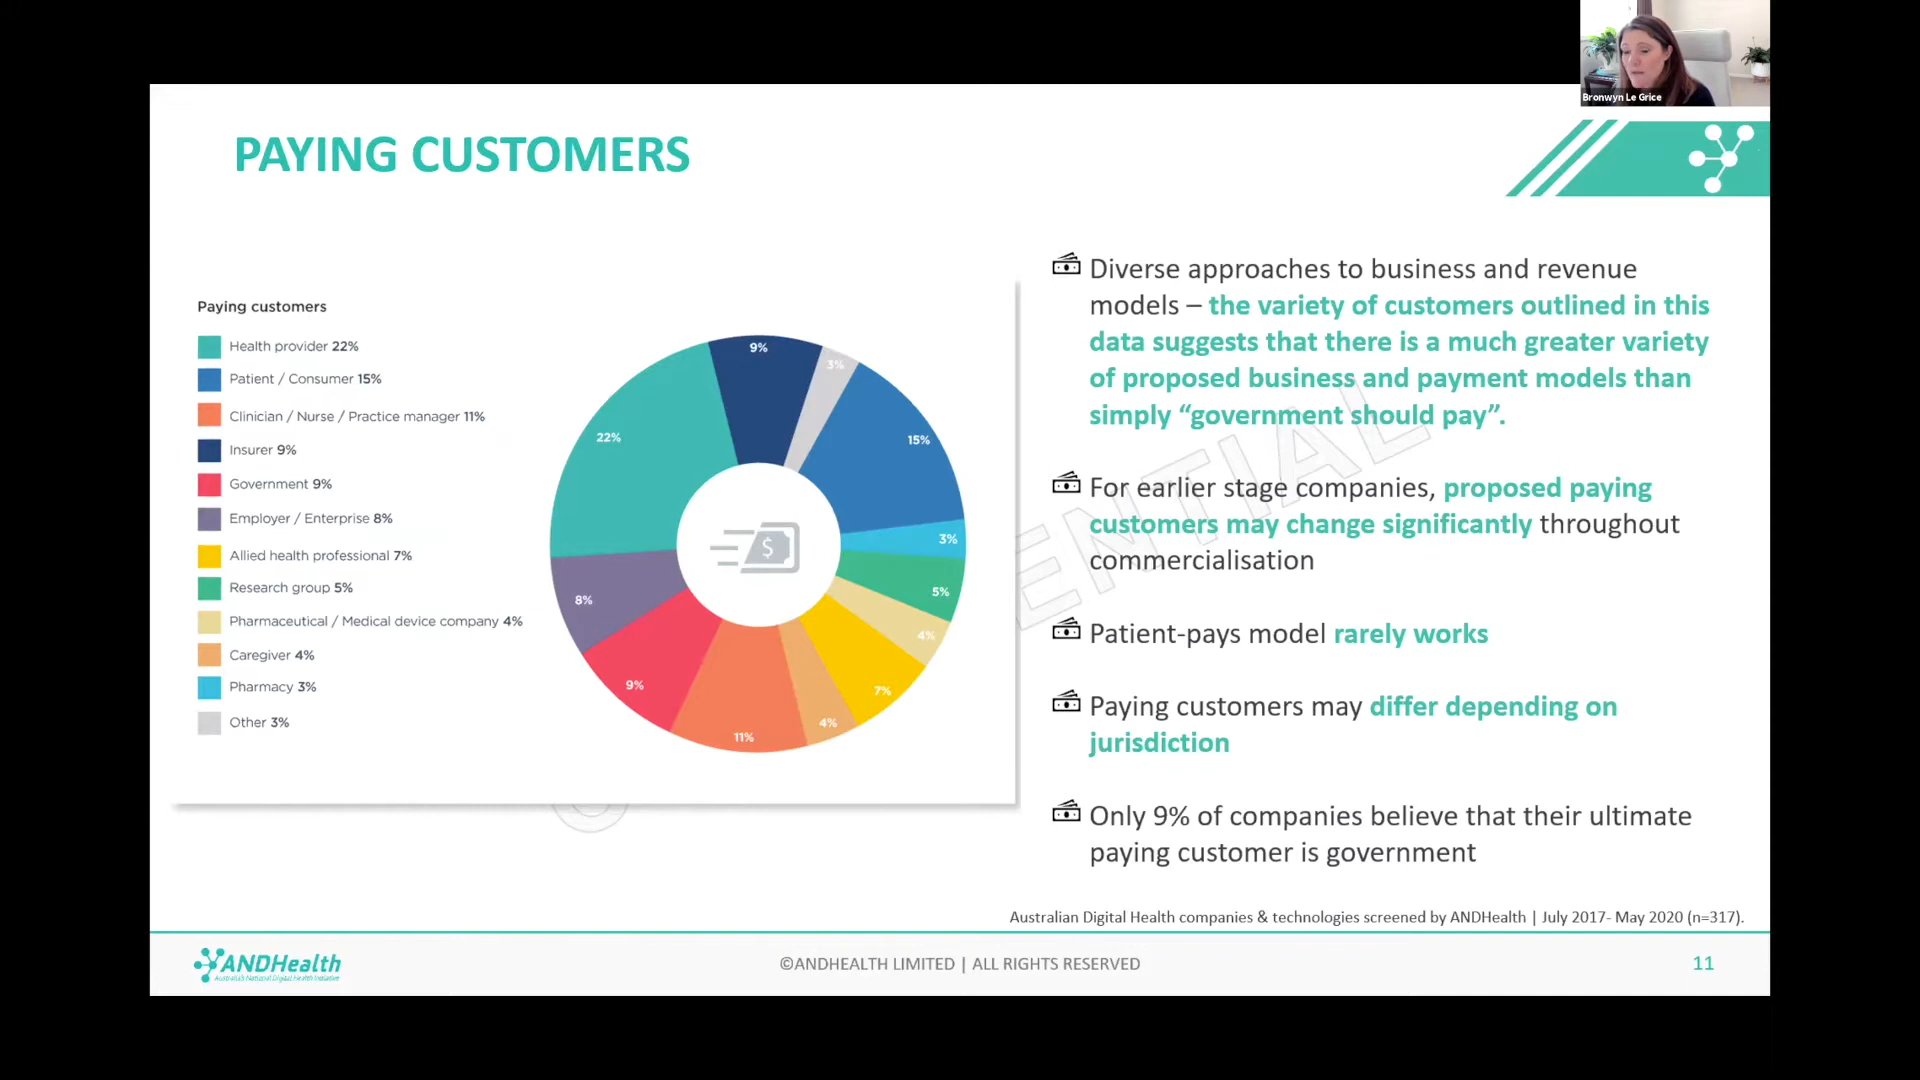 Bronwyn Le Grice
PAYING CUSTOMERS
Paying customers
Health provider 22%
Patient / Consumer 15%
Clinician / Nurse / Practice manager 11%
Insurer 9%
Government 9%
Employer / Enterprise 8%
Allied health professional 7%
Research group 5%
Pharmaceutical / Medical device company 4%
Caregiver 4%
Pharmacy 3%
Other 3%
9%
3%
22%
15%
3%
$
5%
8%
4%
9%
7%
4%
11%
Diverse approaches to business and revenue
models – the variety of customers outlined in this
data suggests that there is a much greater variety
of proposed business and payment models than
simply “government should pay”.
For earlier stage companies, proposed paying
customers may change significantly throughout
commercialisation
Patient-pays model rarely works
Paying customers may differ depending on
jurisdiction
Only 9% of companies believe that their ultimate
paying customer is government
ENTIAL
Australian Digital Health companies & technologies screened by ANDHealth | July 2017- May 2020 (n=317).
ANDHealth
Australia's National Digital Health Initiative
©ANDHEALTH LIMITED | ALL RIGHTS RESERVED
11